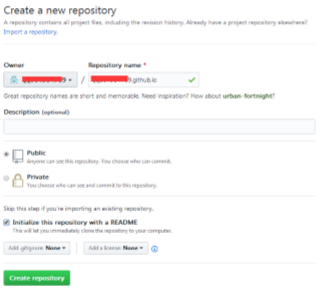 Create a new repository
A repository contains all project files, including the revision history. Already have a project repository elsewhere?
Import a repository.
Owner Repository name *
/ 9.github.io
Great repository names are short and memorable. Need inspiration? How about urban-fortnight?
Description (optional)
Public
Anyone can see this repository. You choose who can commit.
Private
You choose who can see and commit to this repository.
Skip this step if you're importing an existing repository.
Initialize this repository with a README
This will let you immediately clone the repository to your computer.
Add .gitignore: None Add a license: None
Create repository